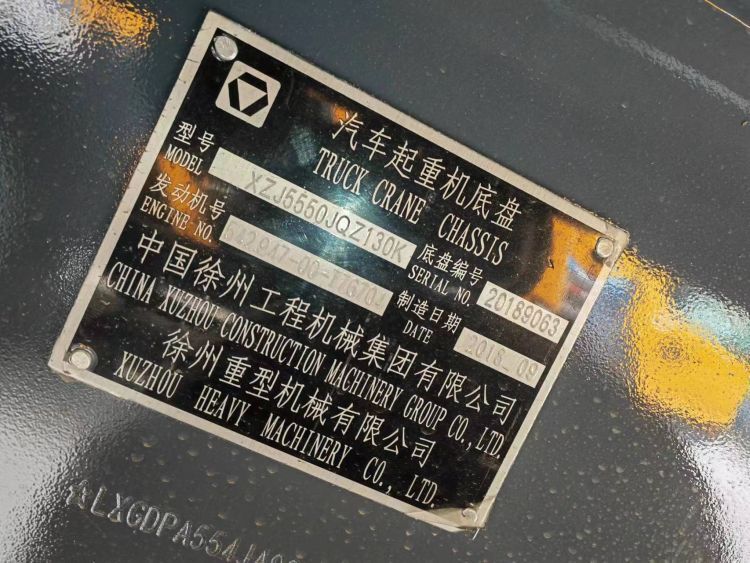 汽车起重机底盘
TRUCK CRANE CHASSIS
型号
MODEL
XZJ5550JQZ130K
底盘编号
SERIAL NO.
20189063
发动机号
ENGINE-NO.
制造日期
DATE
2018_09
中国徐州工程机械集团有限公司
CHINA XUZHOU CONSTRUCTION MACHINERY GROUP CO., LTD.
徐州重型机械有限公司
XUZHOU HEAVY MACHINERY CO., LTD.